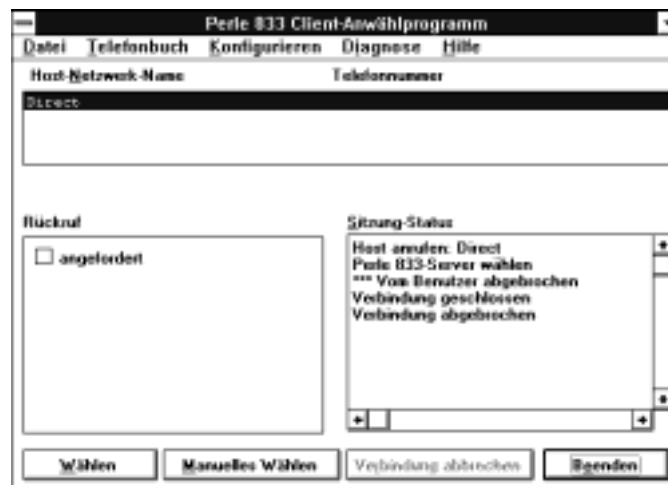 Perle 833 Client-Anwählprogramm
Datei Telefonbuch Konfigurieren Diagnose Hilfe
Host-Netzwerk-Name Telefonnummer
Direct
Rückruf
angefordert
Sitzung-Status
Host anrufen: Direct
Perle 833-Server wählen
*** Vom Benutzer abgebrochen
Verbindung geschlossen
Verbindung abgebrochen
Wählen Manuelles Wählen Verbindung abbrechen Beenden